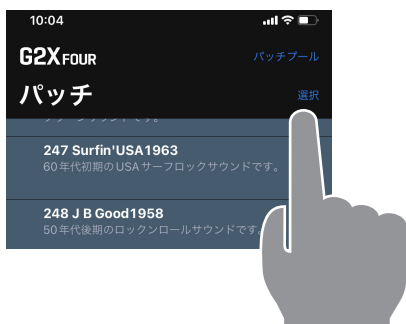 10:04
G2X FOUR
パッチプール
パッチ
選択
247 Surfin'USA1963
60年代初期のUSAサーフロックサウンドです。
248 J B Good1958
50年代後期のロックンロールサウンドです。